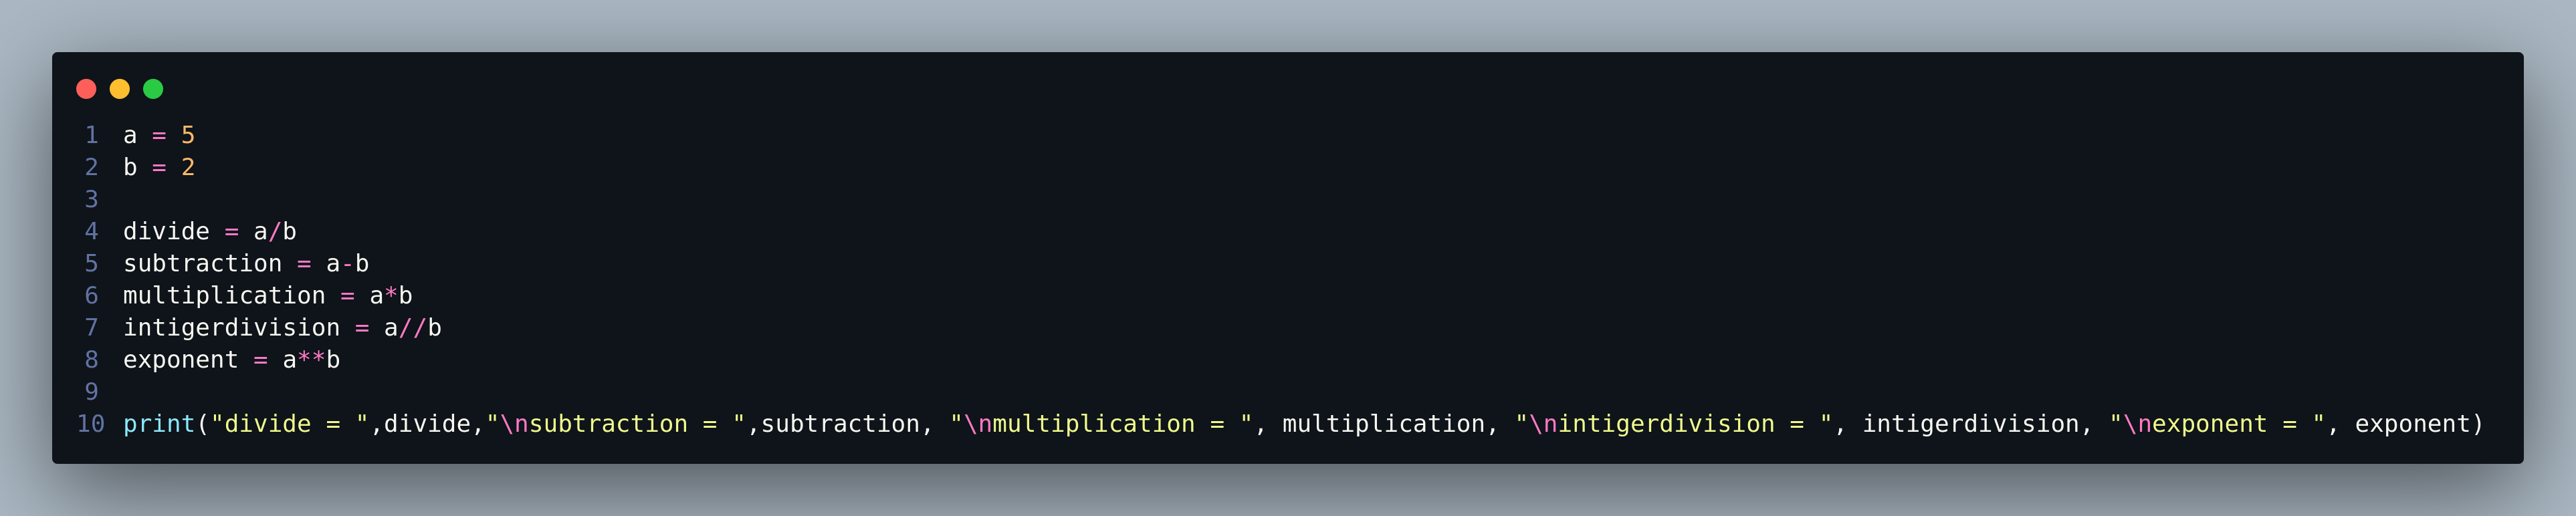 1 a = 5
2 b = 2
3
4 divide = a/b
5 subtraction = a-b
6 multiplication = a*b
7 intigerdivision = a//b
8 exponent = a**b
9
10 print("divide = ",divide,"\nsubtraction = ",subtraction, "\nmultiplication = ", multiplication, "\nintigerdivision = ", intigerdivision, "\nexponent = ", exponent)